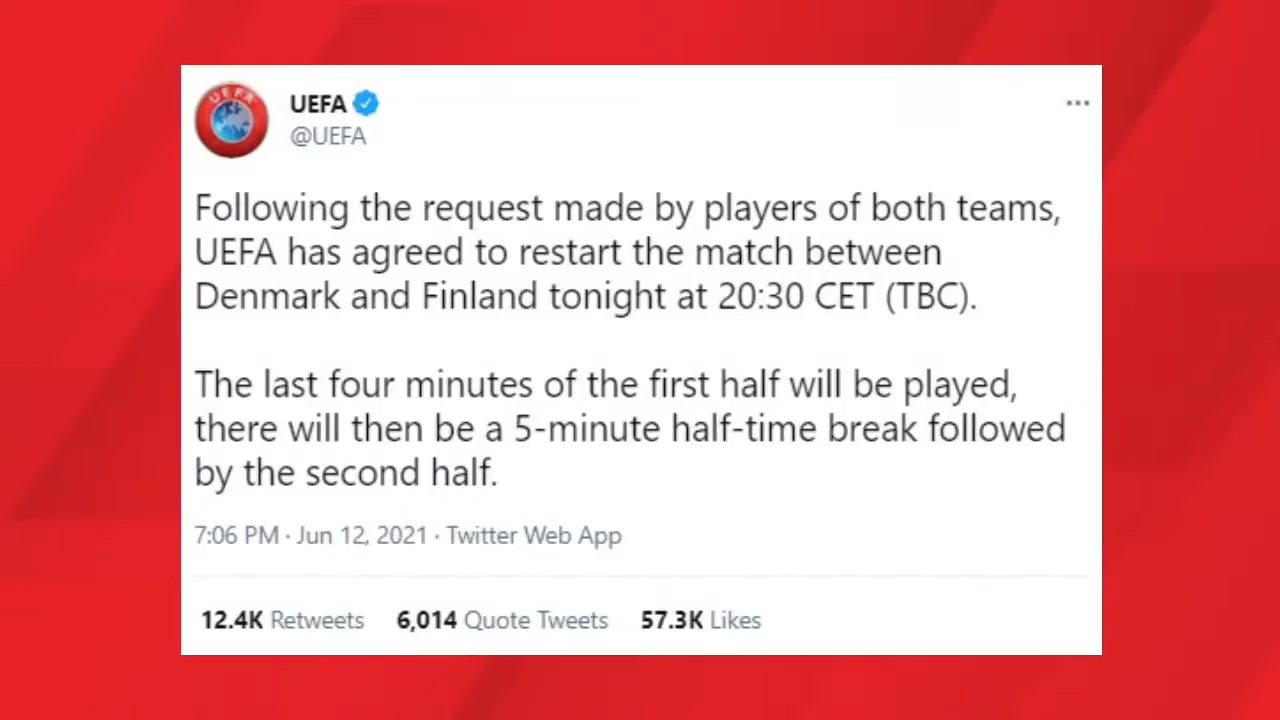 UEFA
UEFA
@UEFA
Following the request made by players of both teams,
UEFA has agreed to restart the match between
Denmark and Finland tonight at 20:30 CET (TBC).
The last four minutes of the first half will be played,
there will then be a 5-minute half-time break followed
by the second half.
7:06 PM · Jun 12, 2021 · Twitter Web App
12.4K Retweets 6,014 Quote Tweets 57.3K Likes